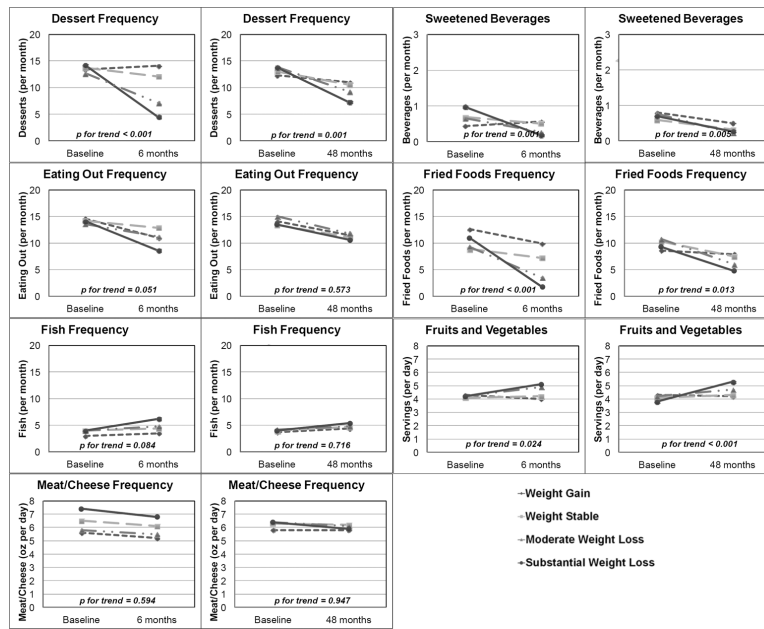 Dessert Frequency
Desserts (per month)
20
15
10
5
0
p for trend < 0.001
Baseline 6 months
Dessert Frequency
Desserts (per month)
20
15
10
5
0
p for trend = 0.001
Baseline 48 months
Sweetened Beverages
Beverages (per month)
3
2
1
0
p for trend = 0.001
Baseline 6 months
Sweetened Beverages
Beverages (per month)
3
2
1
0
p for trend = 0.005
Baseline 48 months
Eating Out Frequency
Eating Out (per month)
20
15
10
5
0
p for trend = 0.051
Baseline 6 months
Eating Out Frequency
Eating Out (per month)
20
15
10
5
0
p for trend = 0.573
Baseline 48 months
Fried Foods Frequency
Fried Foods (per month)
20
15
10
5
0
p for trend < 0.001
Baseline 6 months
Fried Foods Frequency
Fried Foods (per month)
20
15
10
5
0
p for trend = 0.013
Baseline 48 months
Fish Frequency
Fish (per month)
20
15
10
5
0
p for trend = 0.084
Baseline 6 months
Fish Frequency
Fish (per month)
20
15
10
5
0
p for trend = 0.716
Baseline 48 months
Fruits and Vegetables
Servings (per day)
8
7
6
5
4
3
2
1
0
p for trend = 0.024
Baseline 6 months
Fruits and Vegetables
Servings (per day)
8
7
6
5
4
3
2
1
0
p for trend < 0.001
Baseline 48 months
Meat/Cheese Frequency
Meat/Cheese (oz per day)
8
7
6
5
4
3
2
1
0
p for trend = 0.594
Baseline 6 months
Meat/Cheese Frequency
Meat/Cheese (oz per day)
8
7
6
5
4
3
2
1
0
p for trend = 0.947
Baseline 48 months
Weight Gain
Weight Stable
Moderate Weight Loss
Substantial Weight Loss